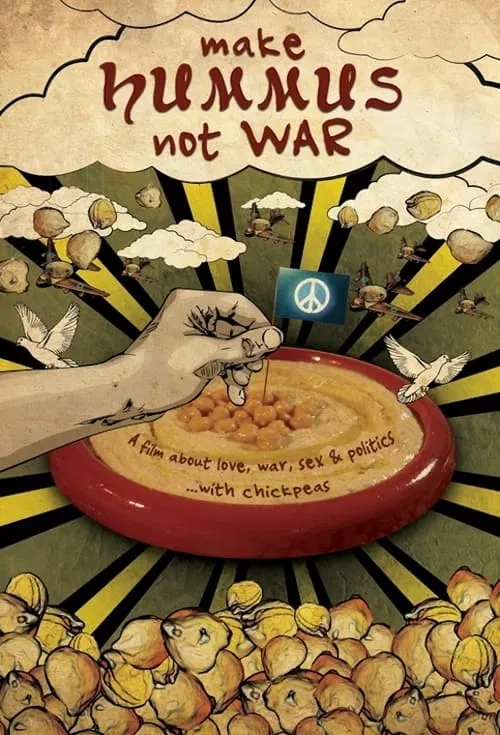 make
HUMMUS
not WAR
A film about love, war, sex & politics
...with chickpeas